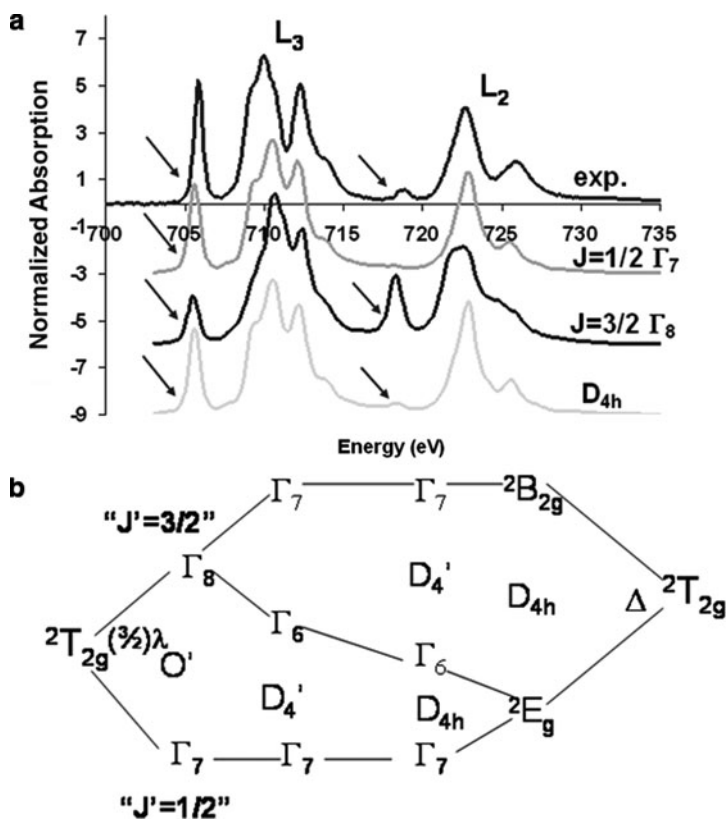 a
7
5
3
1
-1
-3
-5
-7
-9
Normalized Absorption
L3
L2
exp.
700 705 710 715 720 725 730 735
J=1/2 Γ7
J=3/2 Γ8
D4h
Energy (eV)
b
Γ7 Γ7 ²B2g
"J'=3/2"
Γ8 D4' D4h Δ ²T2g
²T2g (³⁄₂)λ O' Γ6 Γ6
D4' D4h ²Eg
Γ7 Γ7 Γ7
"J'=1/2"